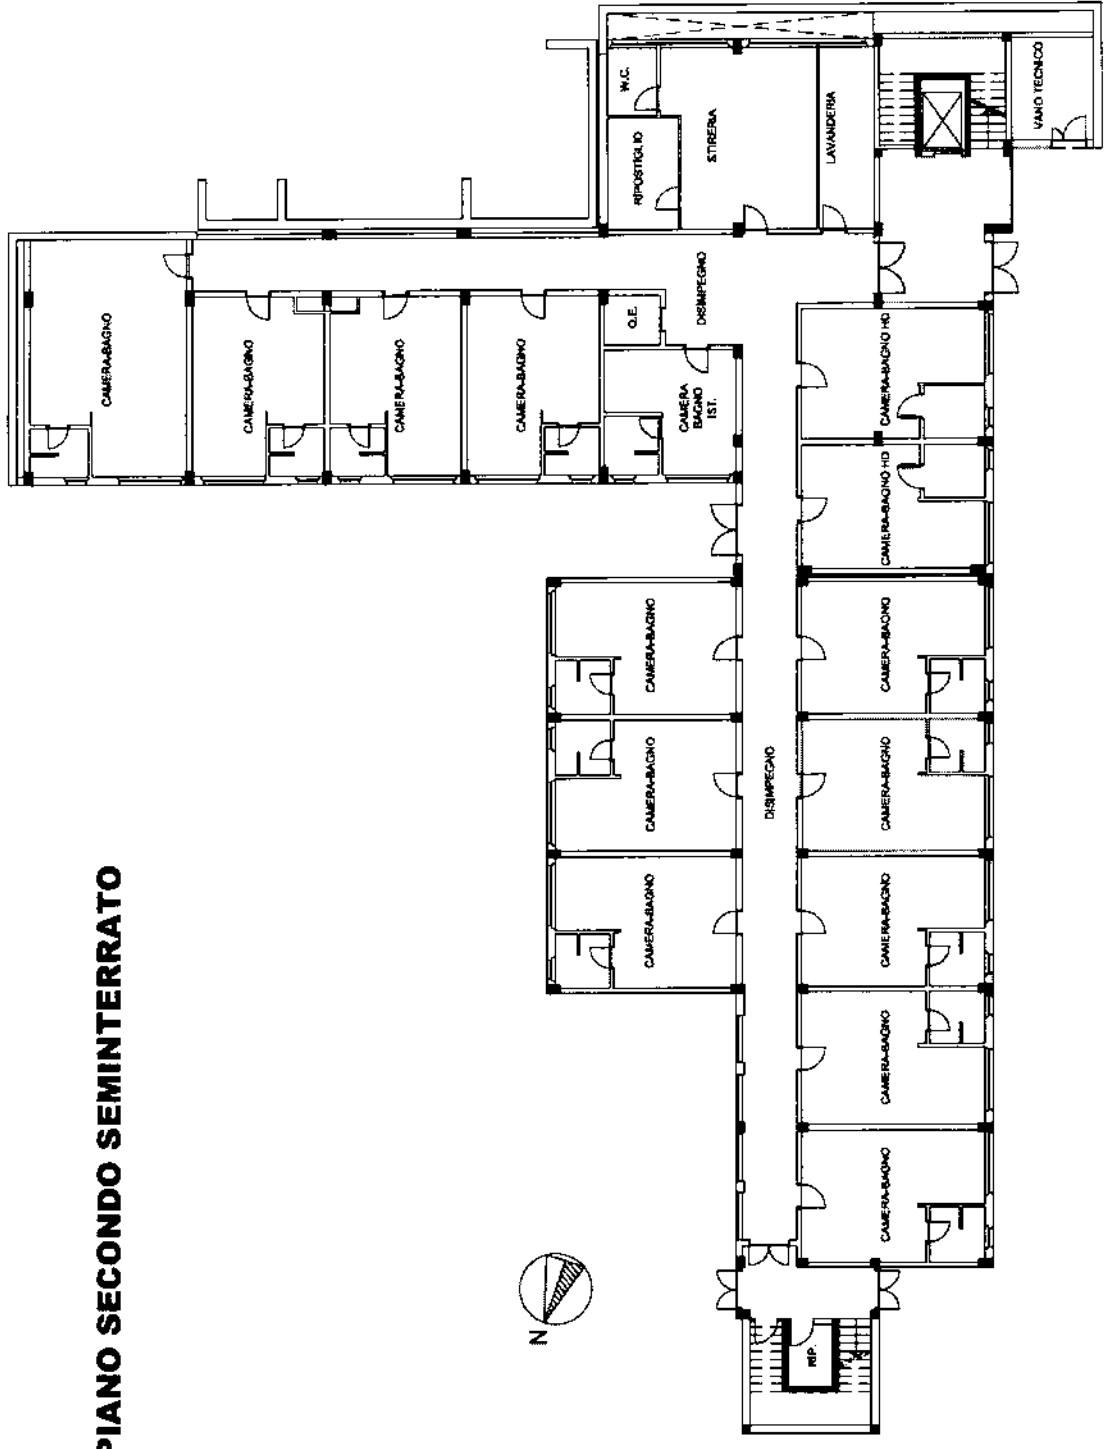 PIANO SECONDO SEMINTERRATO
CAMERA-BAGNO
CAMERA-BAGNO
CAMERA-BAGNO
CAMERA-BAGNO
N
W.C.
Q.E.
RIPOSTIGLIO
CAMERA-BAGNO
CAMERA-BAGNO
CAMERA-BAGNO
CAMERA
BAGNO
IST.
DISIMPEGNO
STIRERIA
DISIMPEGNO
RIP.
LAVANDERIA
CAMERA-BAGNO
CAMERA-BAGNO
CAMERA-BAGNO
CAMERA-BAGNO
CAMERA-BAGNO
CAMERA-BAGNO HD
CAMERA-BAGNO HD
VANO TECNICO